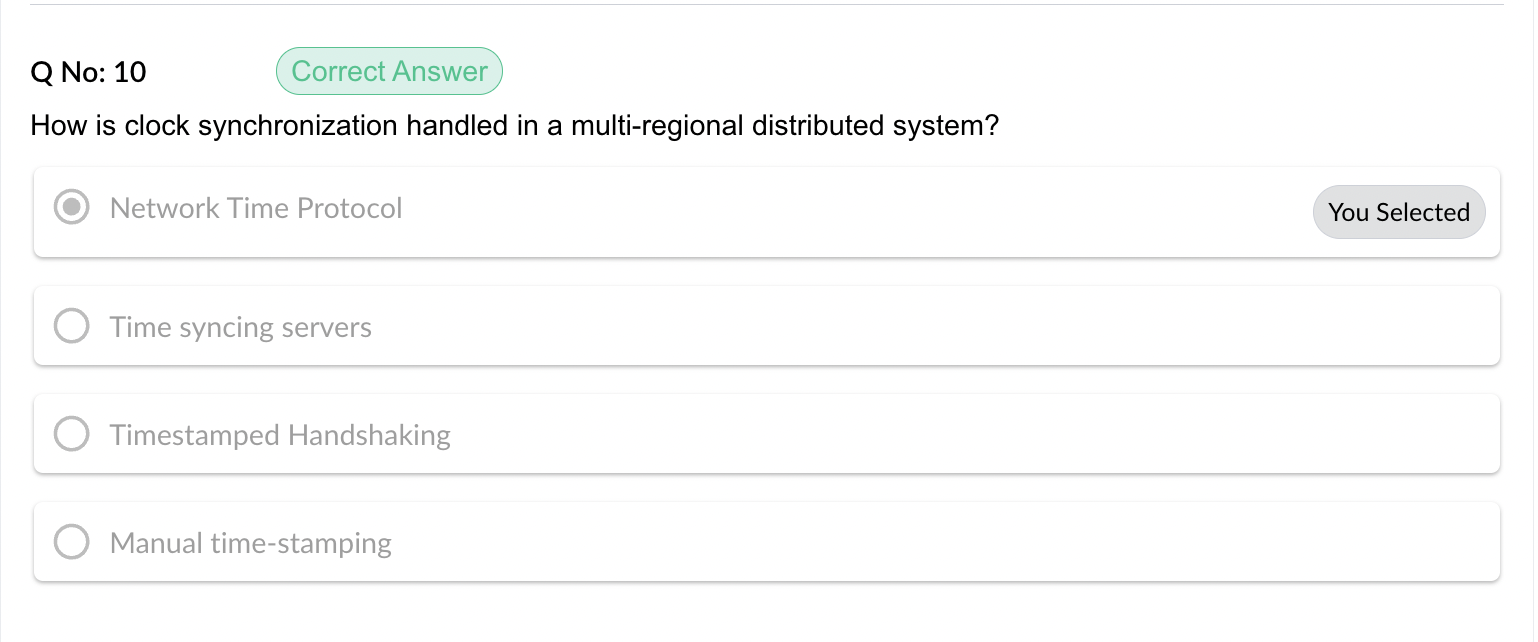 Q No: 10 Correct Answer
How is clock synchronization handled in a multi-regional distributed system?
Network Time Protocol You Selected
Time syncing servers
Timestamped Handshaking
Manual time-stamping